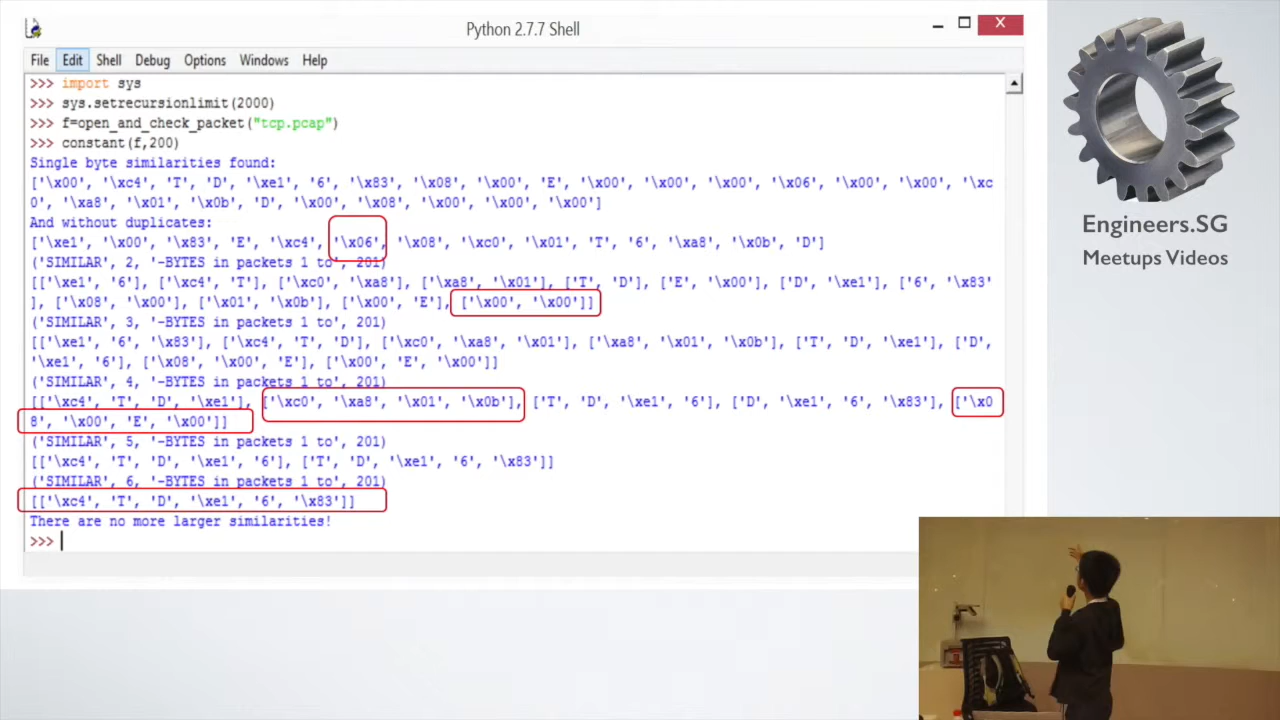 Python 2.7.7 Shell
File Edit Shell Debug Options Windows Help
>>> import sys
>>> sys.setrecursionlimit(2000)
>>> f=open_and_check_packet("tcp.pcap")
>>> constant(f,200)
Single byte similarities found:
['\x00', '\xc4', 'T', 'D', '\xe1', '6', '\x83', '\x08', '\x00', 'E', '\x00', '\x00', '\x00', '\x06', '\x00', '\x00', '\xc
0', '\xa8', '\x01', '\x0b', 'D', '\x00', '\x08', '\x00', '\x00', '\x00']
And without duplicates:
['\xe1', '\x00', '\x83', 'E', '\xc4', '\x06', '\x08', '\xc0', '\x01', 'T', '6', '\xa8', '\x0b', 'D']
('SIMILAR', 2, '-BYTES in packets 1 to', 201)
[['\xe1', '6'], ['\xc4', 'T'], ['\xc0', '\xa8'], ['\xa8', '\x01'], ['T', 'D'], ['E', '\x00'], ['D', '\xe1'], ['6', '\x83'
], ['\x08', '\x00'], ['\x01', '\x0b'], ['\x00', 'E'], ['\x00', '\x00']]
('SIMILAR', 3, '-BYTES in packets 1 to', 201)
[['\xe1', '6', '\x83'], ['\xc4', 'T', 'D'], ['\xc0', '\xa8', '\x01'], ['\xa8', '\x01', '\x0b'], ['T', 'D', '\xe1'], ['D',
'\xe1', '6'], ['\x08', '\x00', 'E'], ['\x00', 'E', '\x00']]
('SIMILAR', 4, '-BYTES in packets 1 to', 201)
[['\xc4', 'T', 'D', '\xe1'], ['\xc0', '\xa8', '\x01', '\x0b'], ['T', 'D', '\xe1', '6'], ['D', '\xe1', '6', '\x83'], ['\x0
8', '\x00', 'E', '\x00']]
('SIMILAR', 5, '-BYTES in packets 1 to', 201)
[['\xc4', 'T', 'D', '\xe1', '6'], ['T', 'D', '\xe1', '6', '\x83']]
('SIMILAR', 6, '-BYTES in packets 1 to', 201)
[['\xc4', 'T', 'D', '\xe1', '6', '\x83']]
There are no more larger similarities!
>>>
Engineers.SG
Meetups Videos